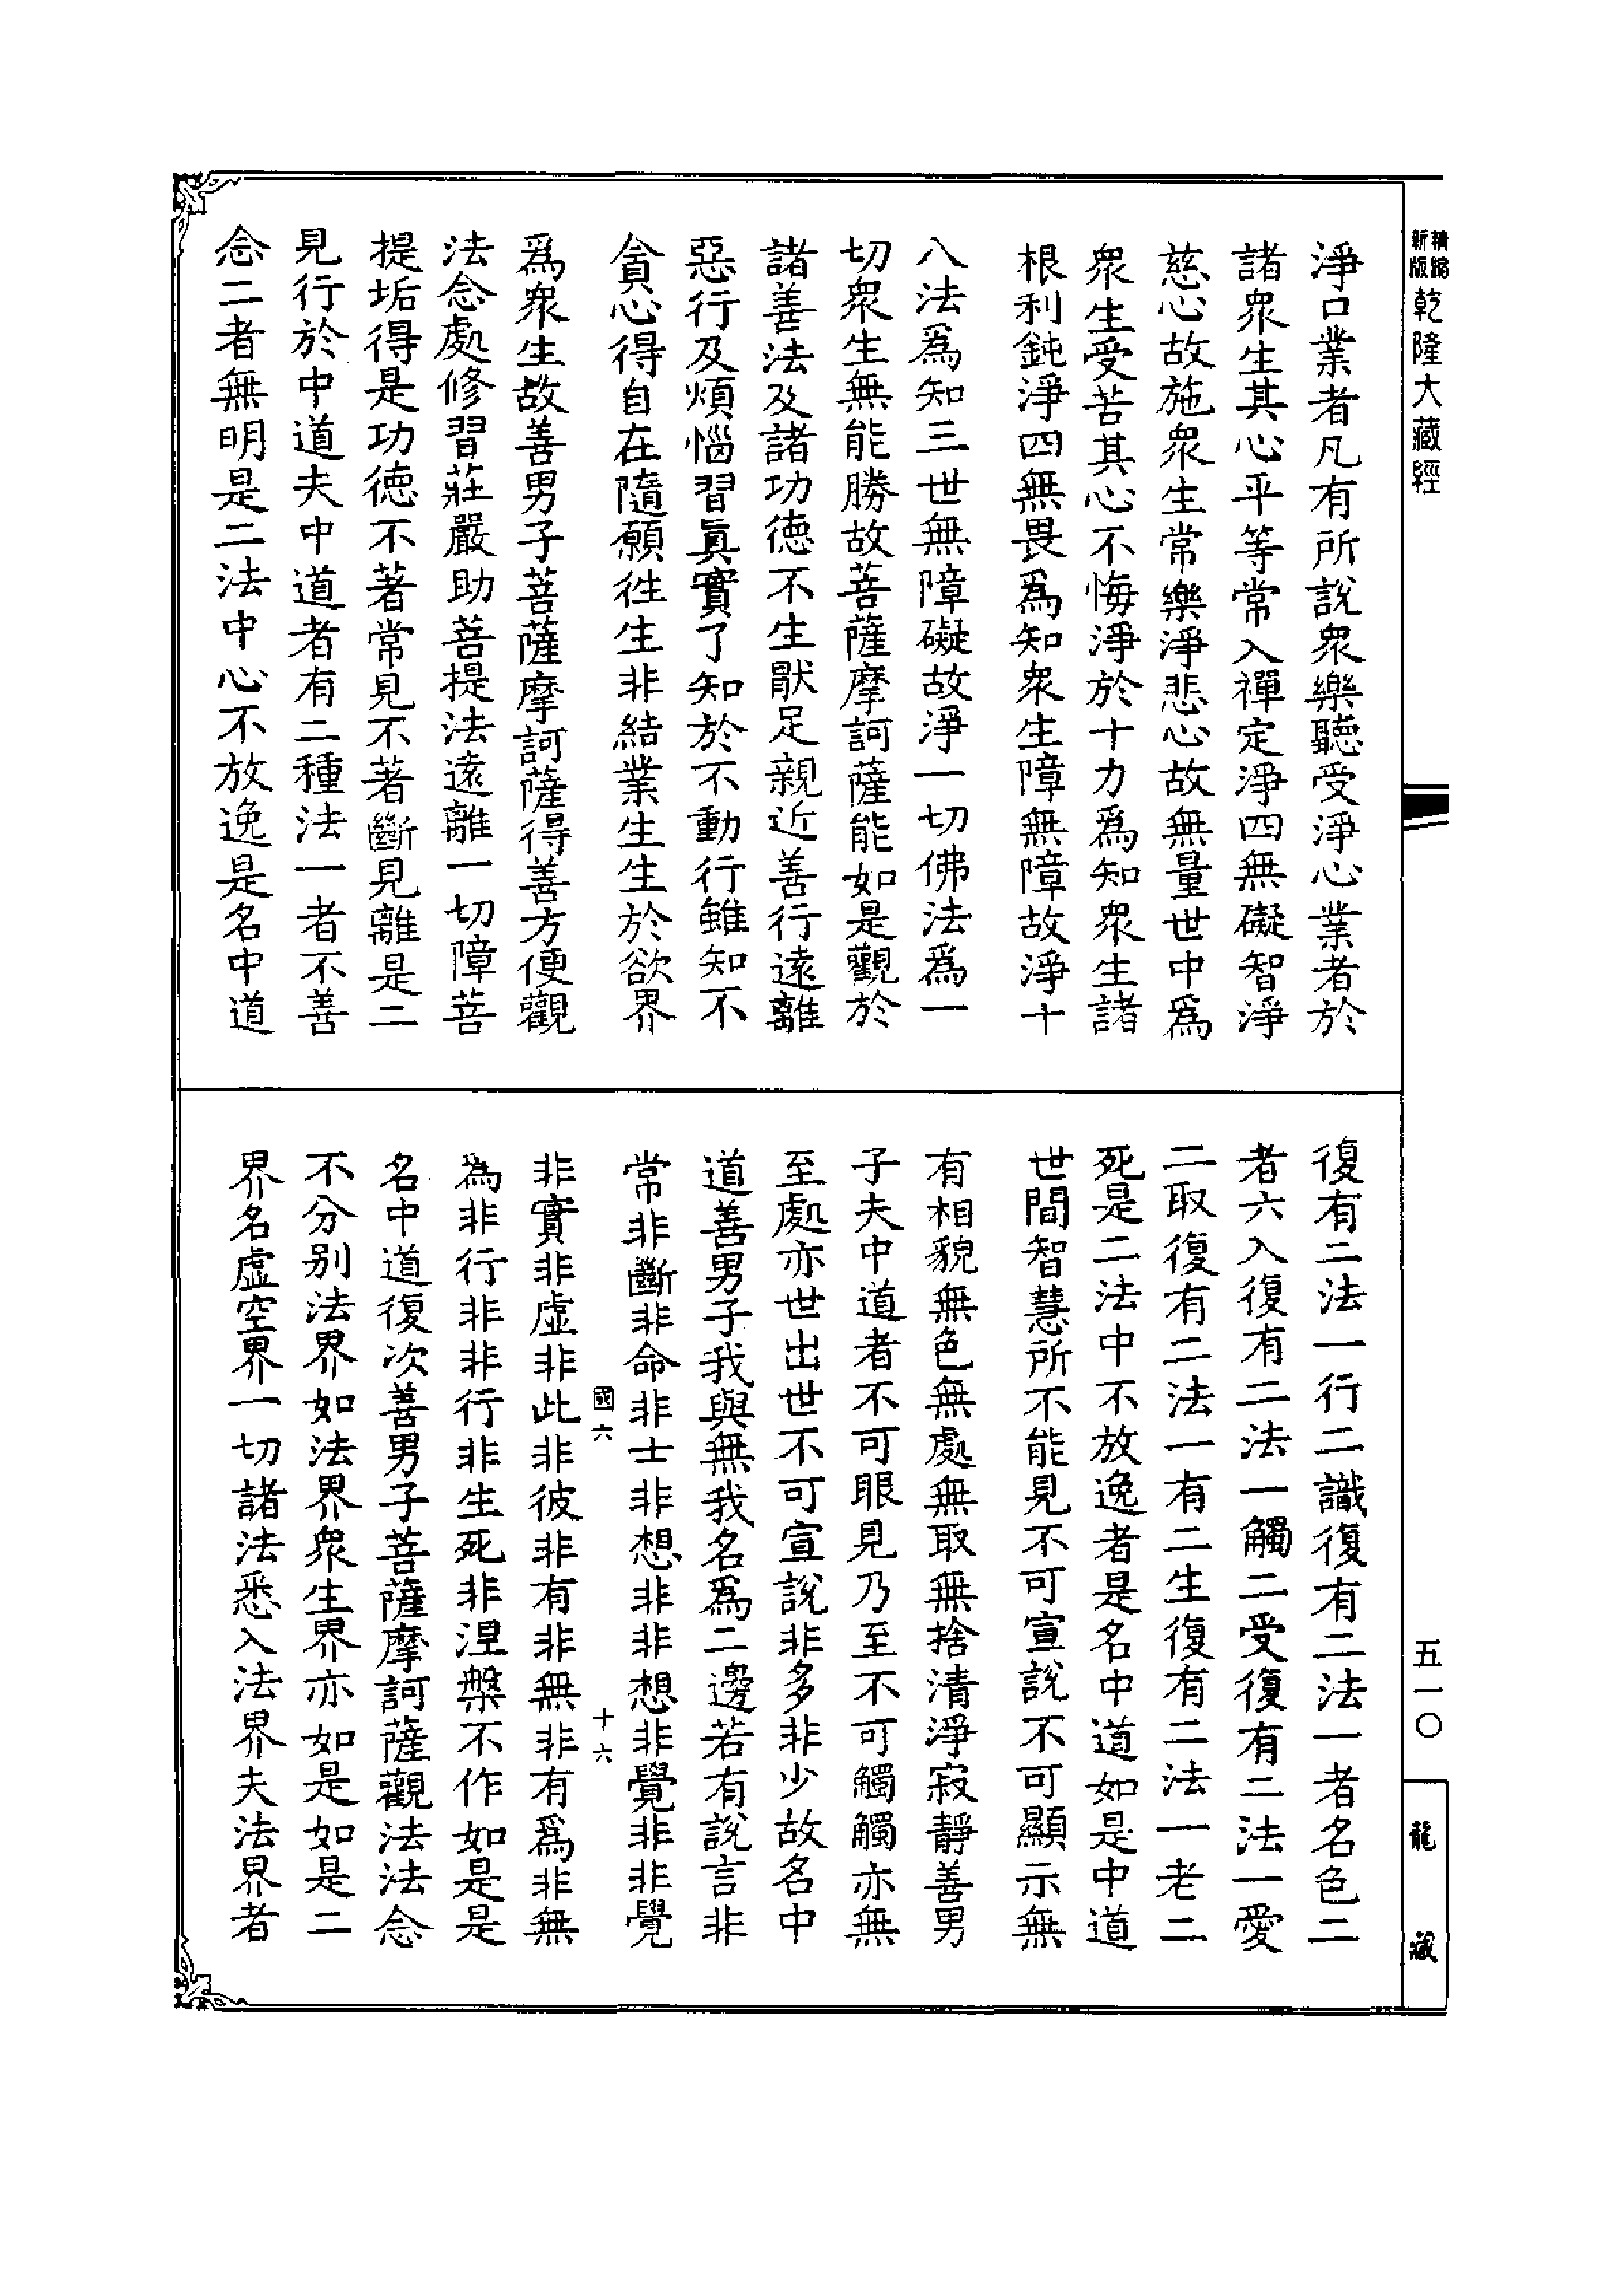 精縮新版乾隆大藏經
淨口業者凡有所說眾樂聽受淨心業者於
諸眾生其心平等常入禪定淨四無礙智淨
慈心故施眾生常樂淨悲心故無量世中爲
眾生受苦其心不悔淨於十力爲知眾生諸
根利鈍淨四無畏爲知眾生障無障故淨十
八法爲知三世無障礙故淨一切佛法爲一
切眾生無能勝故菩薩摩訶薩能如是觀於
諸善法及諸功德不生猒足親近善行遠離
惡行及煩惱習眞實了知於不動行雖知不
貪心得自在隨願徃生非結業生生於欲界
爲眾生故善男子菩薩摩訶薩得善方便觀
法念處修習莊嚴助菩提法遠離一切障菩
提垢得是功德不著常見不著斷見離是二
見行於中道夫中道者有二種法一者不善
念二者無明是二法中心不放逸是名中道
復有二法一行二識復有二法一者名色二
者六入復有二法一觸二受復有二法一愛
二取復有二法一有二生復有二法一老二
死是二法中不放逸者是名中道如是中道
世間智慧所不能見不可宣說不可顯示無
有相貌無色無處無取無捨清淨寂靜善男
子夫中道者不可眼見乃至不可觸觸亦無
至處亦世出世不可宣說非多非少故名中
道善男子我與無我名爲二邊若有說言非
常非斷非命非士非想非非想非覺非非覺
國六 十六
非實非虛非此非彼非有非無非有爲非無
為非行非非行非生死非涅槃不作如是是
名中道復次善男子菩薩摩訶薩觀法法念
不分别法界如法界眾生界亦如是如是二
界名虛空界一切諸法悉入法界夫法界者
五一〇
龍藏